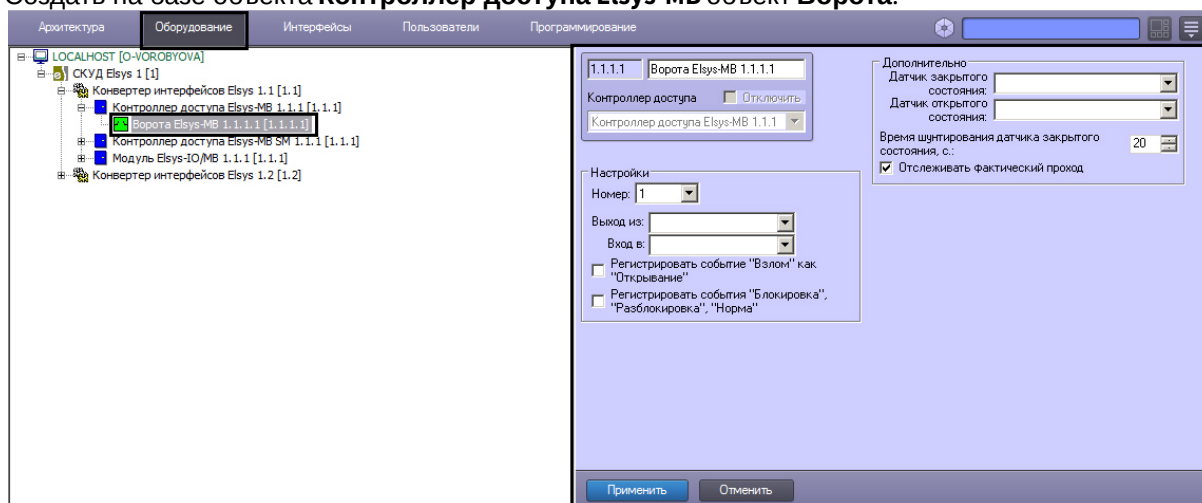 Создать на базе объекта Контроллер доступа Elsys-MB объект Ворота.
Архитектура Оборудование Интерфейсы Пользователи Программирование
LOCALHOST [O-VOROBYOVA]
СКУД Elsys 1 [1]
Конвертер интерфейсов Elsys 1.1 [1.1]
Контроллер доступа Elsys-MB 1.1.1 [1.1.1]
Ворота Elsys-MB 1.1.1.1 [1.1.1.1]
Контроллер доступа Elsys-MB SM 1.1.1 [1.1.1]
Модуль Elsys-IO/MB 1.1.1 [1.1.1]
Конвертер интерфейсов Elsys 1.2 [1.2]
1.1.1.1 Ворота Elsys-MB 1.1.1.1
Контроллер доступа Отключить
Контроллер доступа Elsys-MB 1.1.1
Настройки
Номер: 1
Выход из:
Вход в:
Регистрировать событие "Взлом" как
"Открывание"
Регистрировать события "Блокировка",
"Разблокировка", "Норма"
Дополнительно
Датчик закрытого
состояния:
Датчик открытого
состояния:
Время шунтирования датчика закрытого
состояния, с.: 20
Отслеживать фактический проход
Применить Отменить